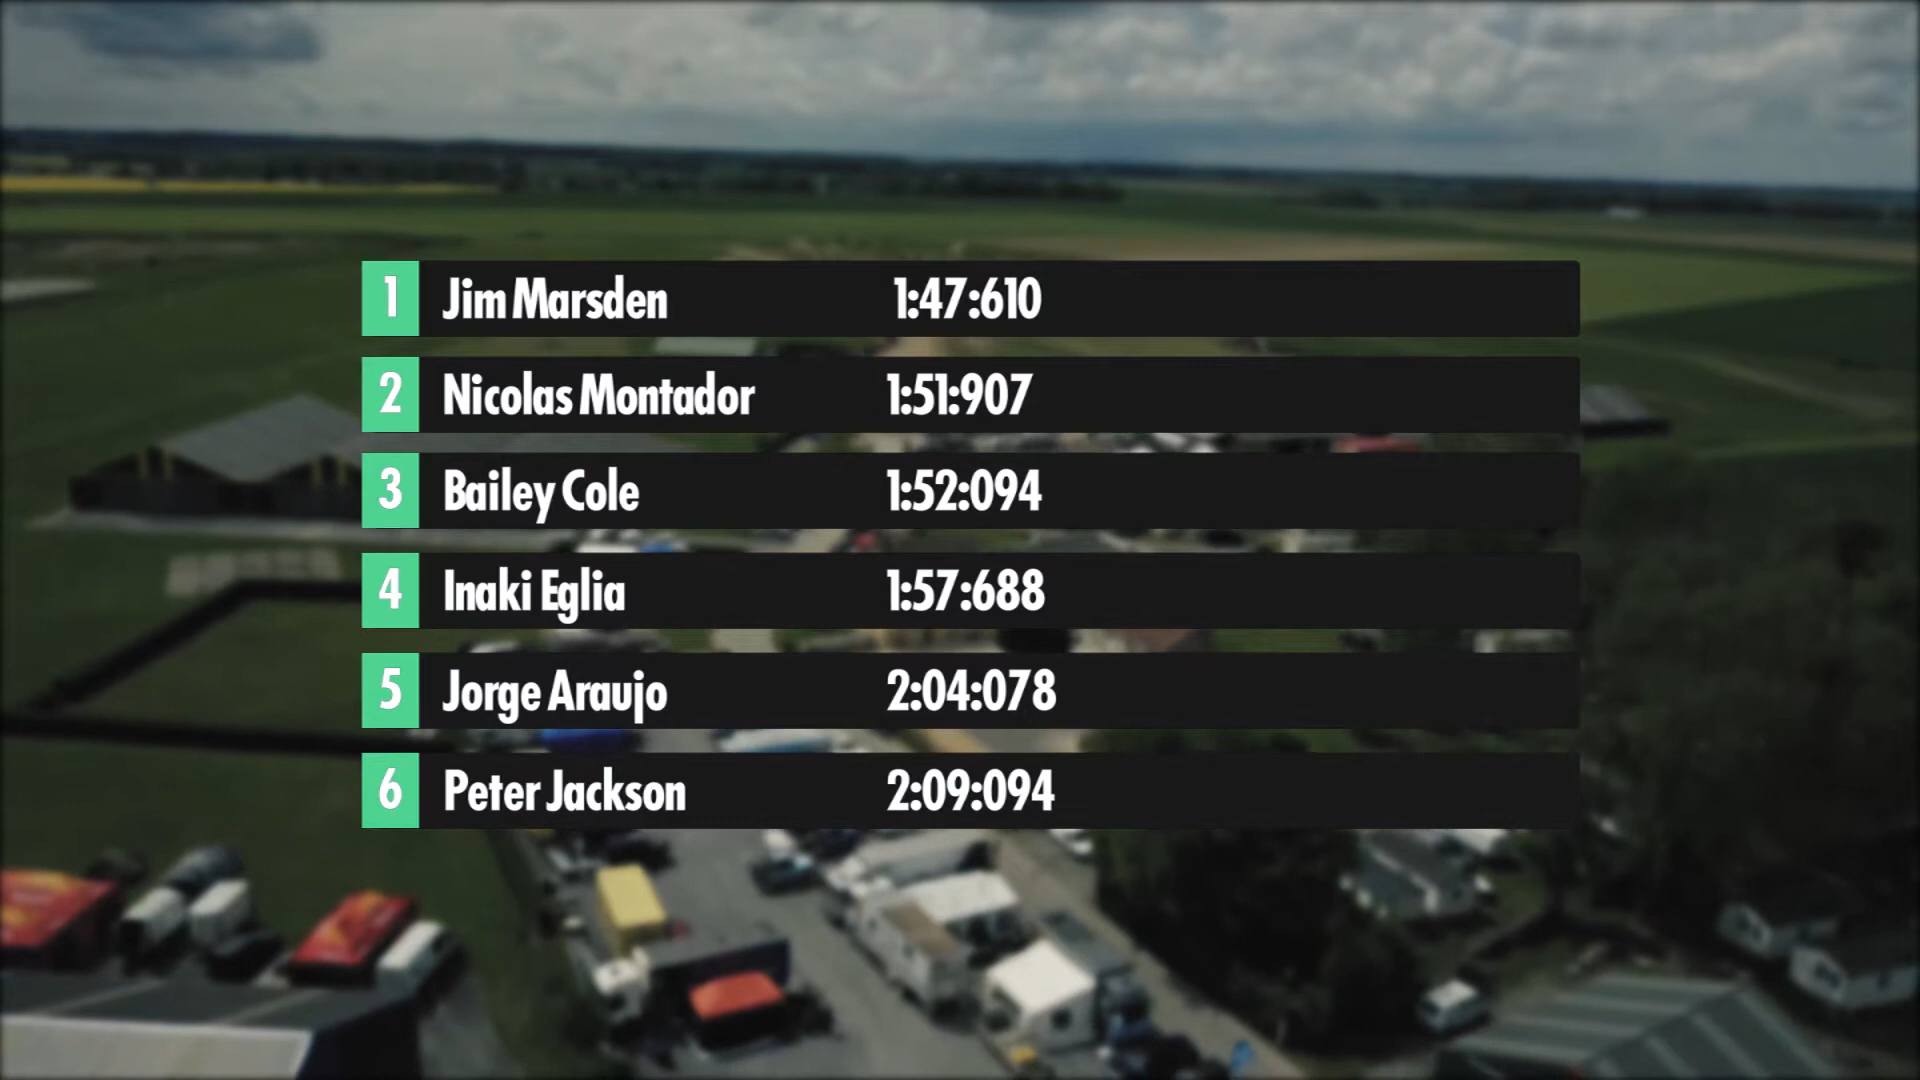 1 Jim Marsden 1:47:610
2 Nicolas Montador 1:51:907
3 Bailey Cole 1:52:094
4 Inaki Eglia 1:57:688
5 Jorge Araujo 2:04:078
6 Peter Jackson 2:09:094